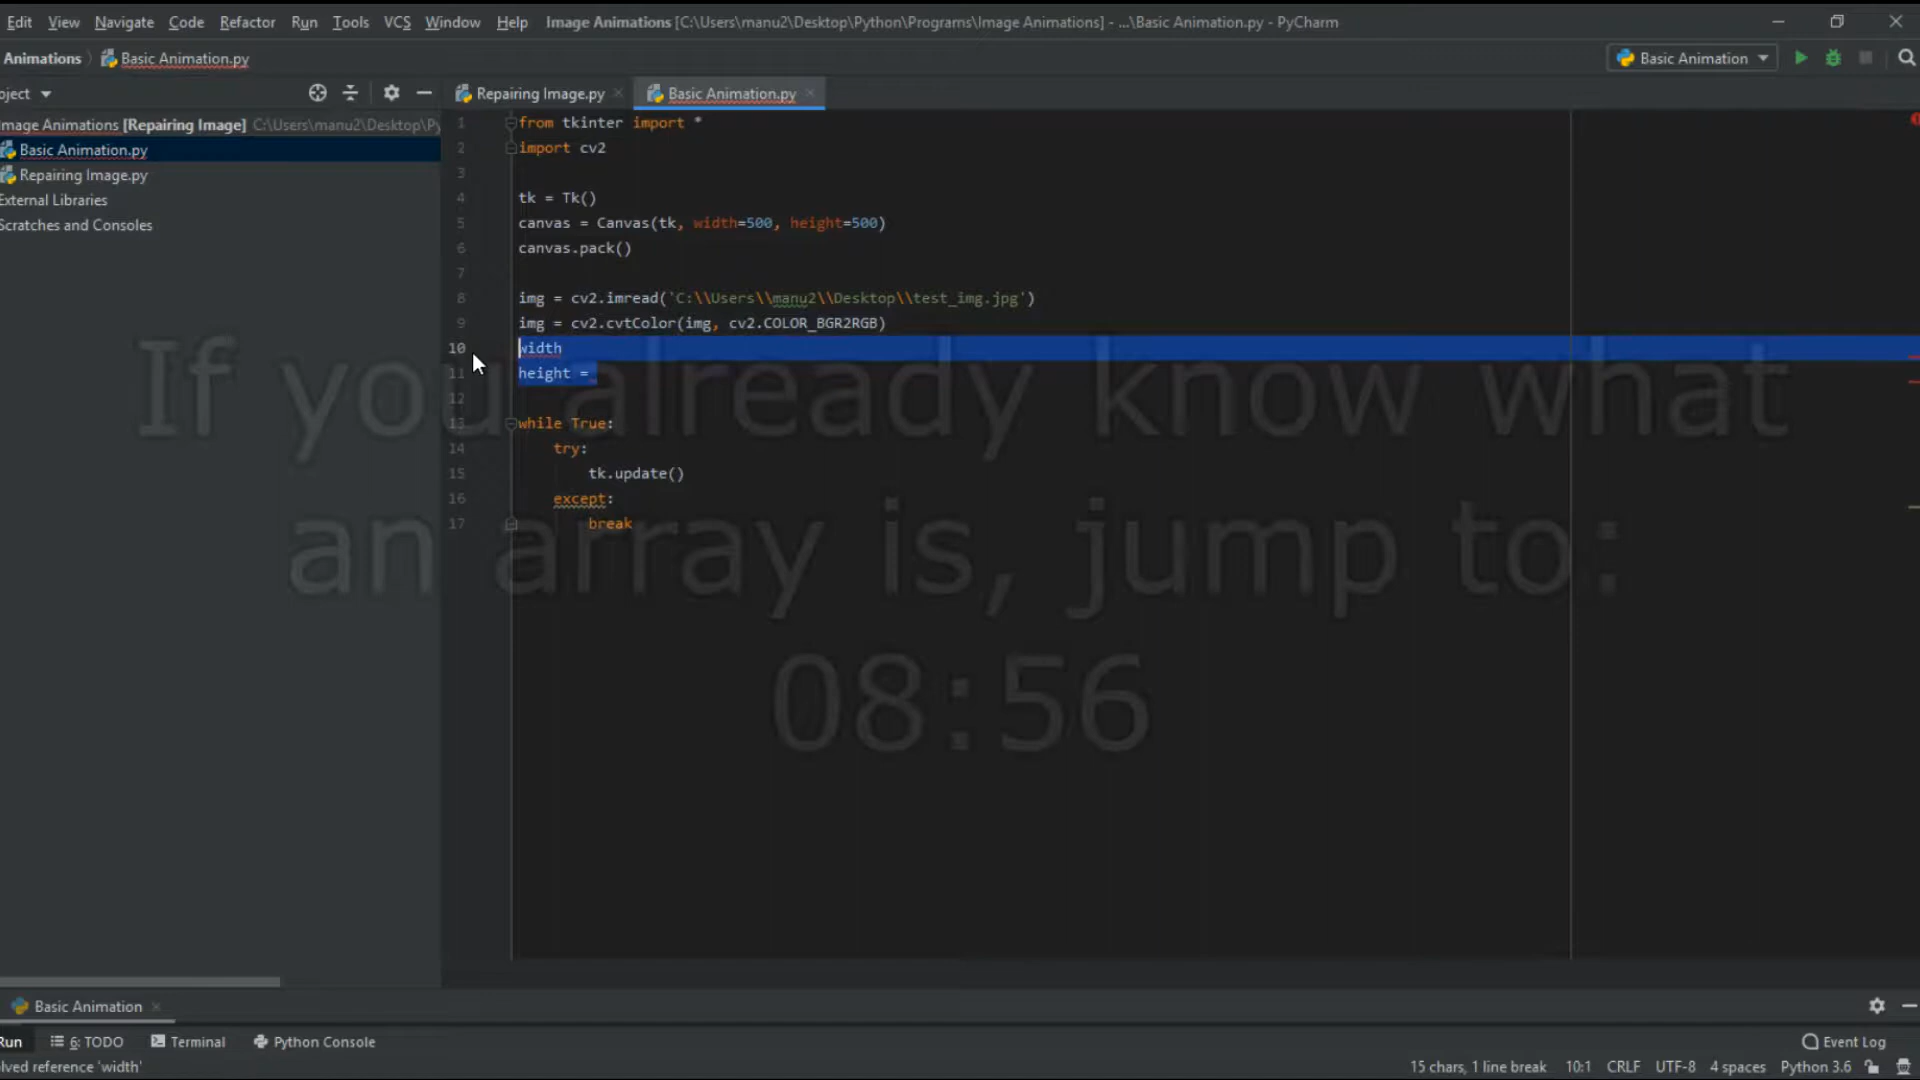 Edit View Navigate Code Refactor Run Tools VCS Window Help Image Animations [C:\Users\manu2\Desktop\Python\Programs\Image Animations] - ...\Basic Animation.py - PyCharm
Animations Basic Animation.py Basic Animation
oject Repairing Image.py Basic Animation.py
mage Animations [Repairing Image] C:\Users\manu2\Desktop\Py
Basic Animation.py
Repairing Image.py
External Libraries
Scratches and Consoles
1 from tkinter import *
2 import cv2
3
4 tk = Tk()
5 canvas = Canvas(tk, width=500, height=500)
6 canvas.pack()
7
8 img = cv2.imread('C:\\Users\\manu2\\Desktop\\test_img.jpg')
9 img = cv2.cvtColor(img, cv2.COLOR_BGR2RGB)
10 width
11 height =
12
13 while True:
14 try:
15 tk.update()
16 except:
17 break
If you already know what
an array is, jump to:
08:56
Basic Animation
Run 6: TODO Terminal Python Console Event Log
lved reference 'width' 15 chars, 1 line break 10:1 CRLF UTF-8 4 spaces Python 3.6